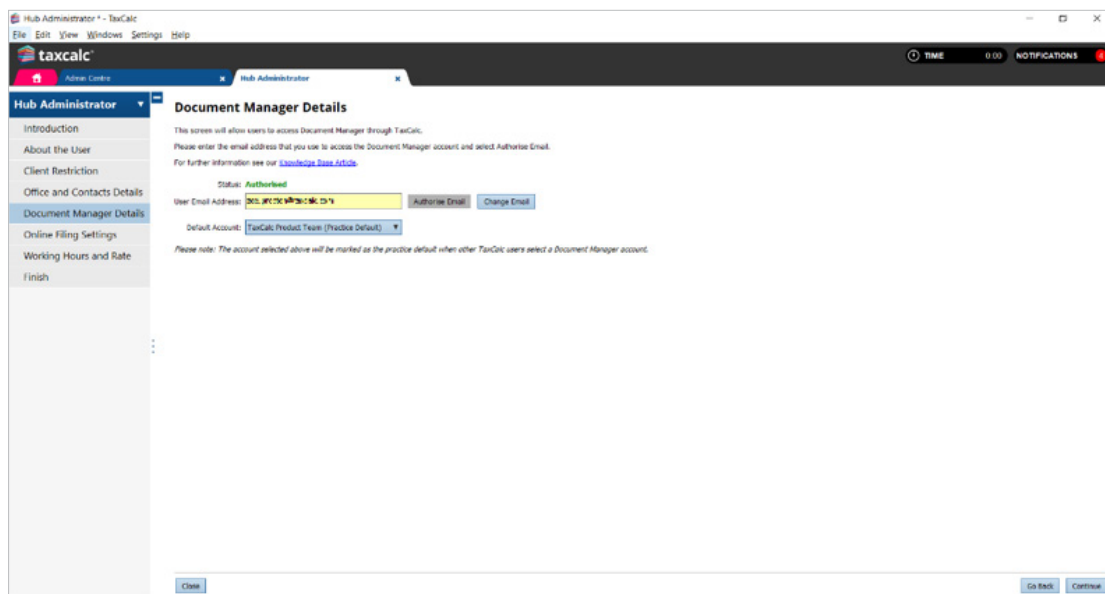 Hub Administrator * - TaxCalc
File Edit View Windows Settings Help
taxcalc
TIME 0:00 NOTIFICATIONS
Admin Centre
Hub Administrator
Hub Administrator
Introduction
About the User
Client Restriction
Office and Contacts Details
Document Manager Details
Online Filing Settings
Working Hours and Rate
Finish
Document Manager Details
This screen will allow users to access Document Manager through TaxCalc.
Please enter the email address that you use to access the Document Manager account and select Authorise Email.
For further information see our Knowledge Base Article.
Status: Authorised
User Email Address: Authorise Email Change Email
Default Account: TaxCalc Product Team (Practice Default)
Please note: The account selected above will be marked as the practice default when other TaxCalc users select a Document Manager account.
Close Go Back Continue